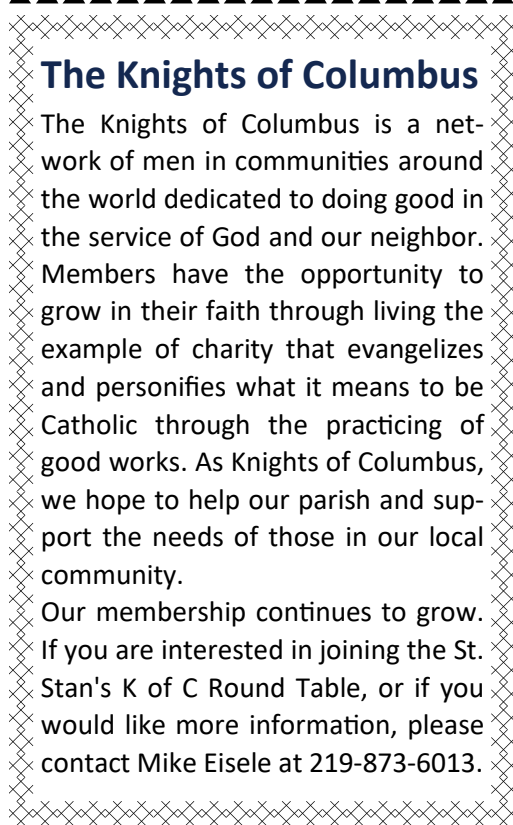 The Knights of Columbus
The Knights of Columbus is a net-
work of men in communities around
the world dedicated to doing good in
the service of God and our neighbor.
Members have the opportunity to
grow in their faith through living the
example of charity that evangelizes
and personifies what it means to be
Catholic through the practicing of
good works. As Knights of Columbus,
we hope to help our parish and sup-
port the needs of those in our local
community.
Our membership continues to grow.
If you are interested in joining the St.
Stan's K of C Round Table, or if you
would like more information, please
contact Mike Eisele at 219-873-6013.